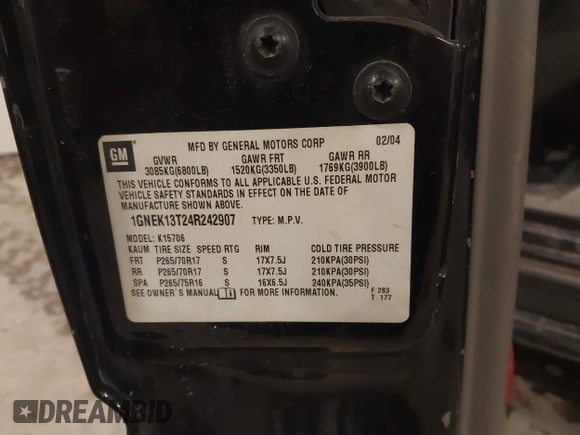 GM
MFD BY GENERAL MOTORS CORP 02/04
GVWR GAWR FRT GAWR RR
3085KG(6800LB) 1520KG(3350LB) 1769KG(3900LB)
THIS VEHICLE CONFORMS TO ALL APPLICABLE U.S. FEDERAL MOTOR
VEHICLE SAFETY STANDARDS IN EFFECT ON THE DATE OF
MANUFACTURE SHOWN ABOVE.
1GNEK13T24R242907 TYPE: M.P.V.
MODEL: K15706
KAUM TIRE SIZE SPEED RTG RIM COLD TIRE PRESSURE
FRT P265/70R17 S 17X7.5J 210KPA(30PSI)
RR P265/70R17 S 17X7.5J 210KPA(30PSI)
SPA P265/75R16 S 16X6.5J 240KPA(35PSI)
SEE OWNER'S MANUAL FOR MORE INFORMATION.
F 283
T 177
DREAMBID